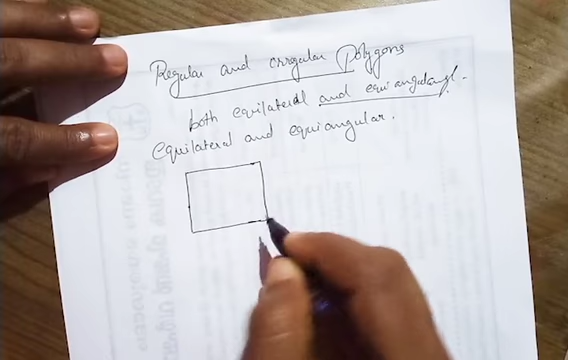 Regular and irregular Polygons
both equilateral and equiangular.
equilateral and equiangular.